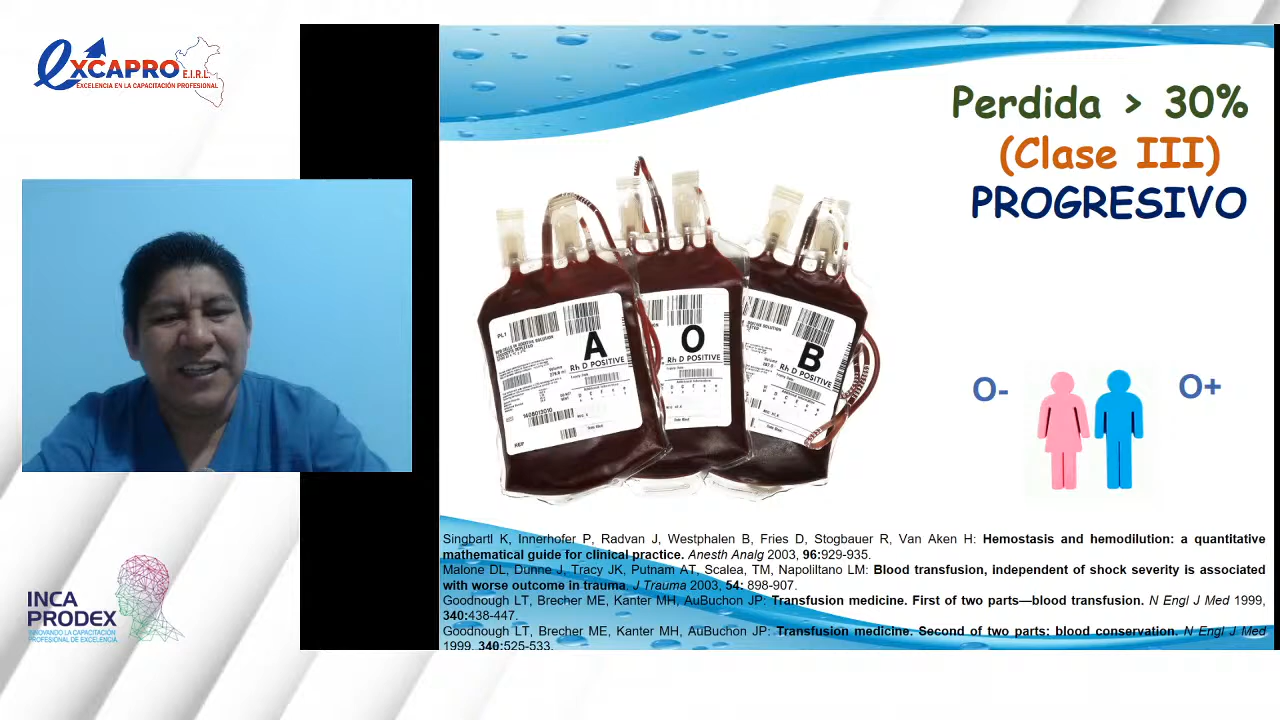 EXCAPRO E.I.R.L.
EXCELENCIA EN LA CAPACITACIÓN PROFESIONAL
Perdida > 30%
(Clase III)
PROGRESIVO
PL1
Volume
A
Rh D POSITIVE
O
Rh D POSITIVE
B
Rh D POSITIVE
O-
O+
Singbartl K, Innerhofer P, Radvan J, Westphalen B, Fries D, Stogbauer R, Van Aken H: Hemostasis and hemodilution: a quantitative
mathematical guide for clinical practice. Anesth Analg 2003, 96:929-935.
Malone DL, Dunne J, Tracy JK, Putnam AT, Scalea, TM, Napoliltano LM: Blood transfusion, independent of shock severity is associated
with worse outcome in trauma. J Trauma 2003, 54: 898-907.
Goodnough LT, Brecher ME, Kanter MH, AuBuchon JP: Transfusion medicine. First of two parts—blood transfusion. N Engl J Med 1999,
340:438-447.
Goodnough LT, Brecher ME, Kanter MH, AuBuchon JP: Transfusion medicine. Second of two parts: blood conservation. N Engl J Med
1999, 340:525-533.
INCA
PRODEX
INNOVANDO LA CAPACITACIÓN
PROFESIONAL DE EXCELENCIA